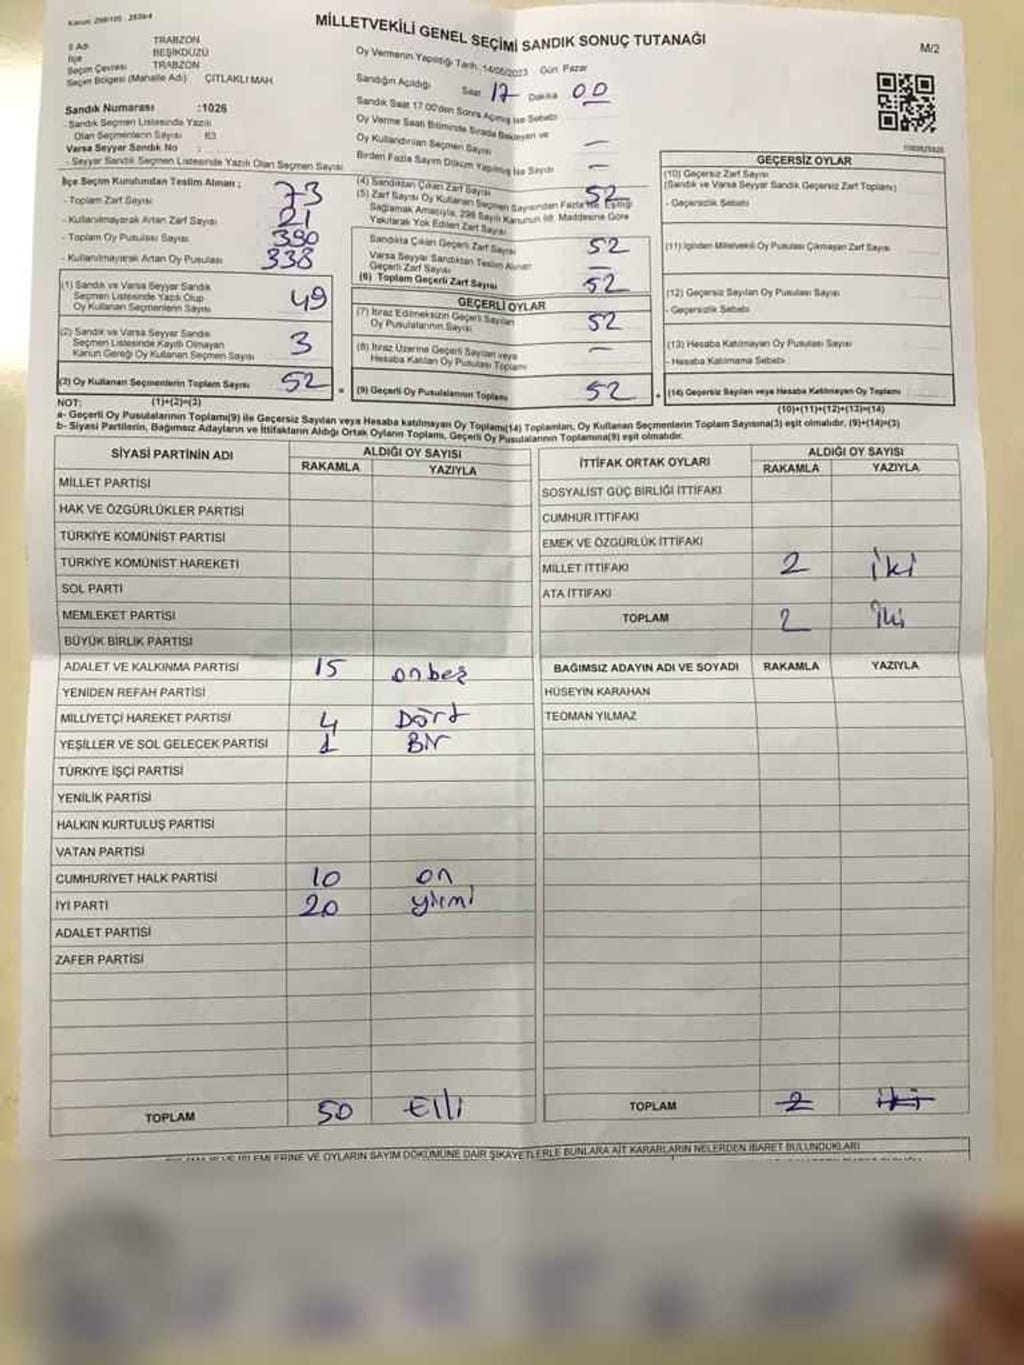 Kanun: 298/105 - 2839/4
MİLLETVEKİLİ GENEL SEÇİMİ SANDIK SONUÇ TUTANAĞI
M/2
İl Adı TRABZON
İlçe BEŞİKDÜZÜ
Seçim Çevresi TRABZON
Seçim Bölgesi (Mahalle Adı) ÇITLAKLI MAH
Sandık Numarası :1026
- Sandık Seçmen Listesinde Yazılı
Olan Seçmenlerin Sayısı 63
Varsa Seyyar Sandık No :
- Seyyar Sandık Seçmen Listesinde Yazılı Olan Seçmen Sayısı
Oy Vermenin Yapıldığı Tarih: 14/05/2023 Gün: Pazar
Sandığın Açıldığı Saat 17 Dakika 00
Sandık Saat 17 00'den Sonra Açılmış İse Sebebi
Oy Verme Saati Bitiminde Sırada Bekleyen ve
Oy Kullandırılan Seçmen Sayısı —
Birden Fazla Sayım Döküm Yapılmış İse Sayısı —
İlçe Seçim Kurulundan Teslim Alınan ;
- Toplam Zarf Sayısı 73
- Kullanılmayarak Artan Zarf Sayısı 21
- Toplam Oy Pusulası Sayısı 390
- Kullanılmayarak Artan Oy Pusulası 338
(1) Sandık ve Varsa Seyyar Sandık
Seçmen Listesinde Yazılı Olup
Oy Kullanan Seçmenlerin Sayısı 49
(2) Sandık ve Varsa Seyyar Sandık
Seçmen Listesinde Kayıtlı Olmayan
Kanun Gereği Oy Kullanan Seçmen Sayısı 3
(3) Oy Kullanan Seçmenlerin Toplam Sayısı 52
(4) Sandıktan Çıkan Zarf Sayısı 52
(5) Zarf Sayısı Oy Kullanan Seçmen Sayısından Fazla İse, Eşitliği
Sağlamak Amacıyla, 298 Sayılı Kanunun 98. Maddesine Göre
Yakılarak Yok Edilen Zarf Sayısı
Sandıkta Çıkan Geçerli Zarf Sayısı 52
Varsa Seyyar Sandıktan Teslim Alınan
Geçerli Zarf Sayısı —
(6) Toplam Geçerli Zarf Sayısı 52
GEÇERLİ OYLAR
(7) İtiraz Edilmeksizin Geçerli Sayılan
Oy Pusulalarının Sayısı 52
(8) İtiraz Üzerine Geçerli Sayılan veya
Hesaba Katılan Oy Pusulası Toplamı —
= (9) Geçerli Oy Pusulalarının Toplamı 52
GEÇERSİZ OYLAR
(10) Geçersiz Zarf Sayısı
(Sandık ve Varsa Seyyar Sandık Geçersiz Zarf Toplamı)
- Geçersizlik Sebebi
(11) İçinden Milletvekili Oy Pusulası Çıkmayan Zarf Sayısı
(12) Geçersiz Sayılan Oy Pusulası Sayısı
- Geçersizlik Sebebi
(13) Hesaba Katılmayan Oy Pusulası Sayısı
- Hesaba Katılmama Sebebi
+ (14) Geçersiz Sayılan veya Hesaba Katılmayan Oy Toplamı
NOT: (1)+(2)=(3)
(10)+(11)+(12)+(13)=(14)
a- Geçerli Oy Pusulalarının Toplamı(9) ile Geçersiz Sayılan veya Hesaba katılmayan Oy Toplamı(14) Toplamları, Oy Kullanan Seçmenlerin Toplam Sayısına(3) eşit olmalıdır, (9)+(14)=(3)
b- Siyasi Partilerin, Bağımsız Adayların ve İttifakların Aldığı Ortak Oyların Toplamı, Geçerli Oy Pusulalarının Toplamına(9) eşit olmalıdır.
SİYASİ PARTİNİN ADI ALDIĞI OY SAYISI
RAKAMLA YAZIYLA
MİLLET PARTİSİ
HAK VE ÖZGÜRLÜKLER PARTİSİ
TÜRKİYE KOMÜNİST PARTİSİ
TÜRKİYE KOMÜNİST HAREKETİ
SOL PARTİ
MEMLEKET PARTİSİ
BÜYÜK BİRLİK PARTİSİ
ADALET VE KALKINMA PARTİSİ 15 onbeş
YENİDEN REFAH PARTİSİ
MİLLİYETÇİ HAREKET PARTİSİ 4 Dört
YEŞİLLER VE SOL GELECEK PARTİSİ 1 Bir
TÜRKİYE İŞÇİ PARTİSİ
YENİLİK PARTİSİ
HALKIN KURTULUŞ PARTİSİ
VATAN PARTİSİ
CUMHURİYET HALK PARTİSİ 10 on
İYİ PARTİ 20 yirmi
ADALET PARTİSİ
ZAFER PARTİSİ
TOPLAM 50 Elli
İTTİFAK ORTAK OYLARI ALDIĞI OY SAYISI
RAKAMLA YAZIYLA
SOSYALİST GÜÇ BİRLİĞİ İTTİFAKI
CUMHUR İTTİFAKI
EMEK VE ÖZGÜRLÜK İTTİFAKI
MİLLET İTTİFAKI 2 iki
ATA İTTİFAKI
TOPLAM 2 İki
BAĞIMSIZ ADAYIN ADI VE SOYADI RAKAMLA YAZIYLA
HÜSEYİN KARAHAN
TEOMAN YILMAZ
TOPLAM 2 iki
İŞLEMLERİNE VE OYLARIN SAYIM DÖKÜMÜNE DAİR ŞİKAYETLERLE BUNLARA AİT KARARLARIN NELERDEN İBARET BULUNDUKLARI